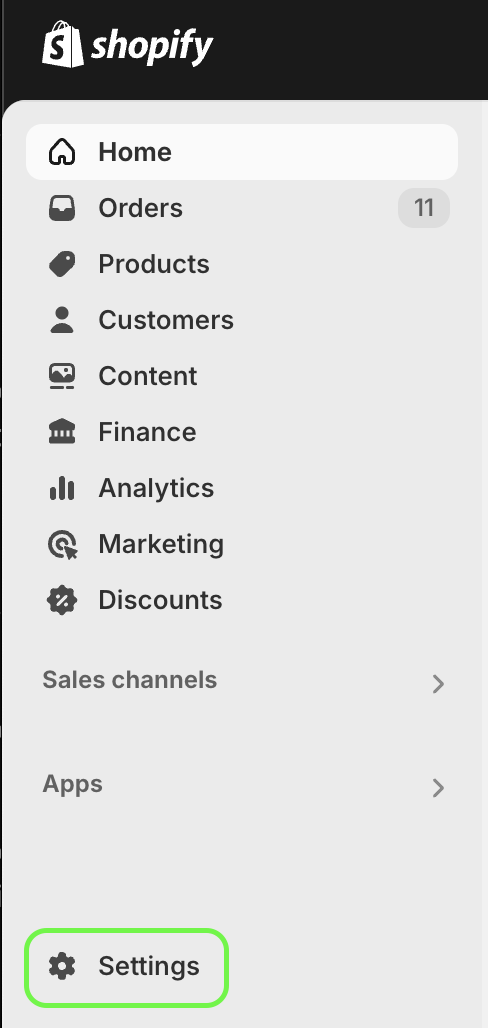 shopify
Home
Orders 11
Products
Customers
Content
Finance
Analytics
Marketing
Discounts
Sales channels
Apps
Settings